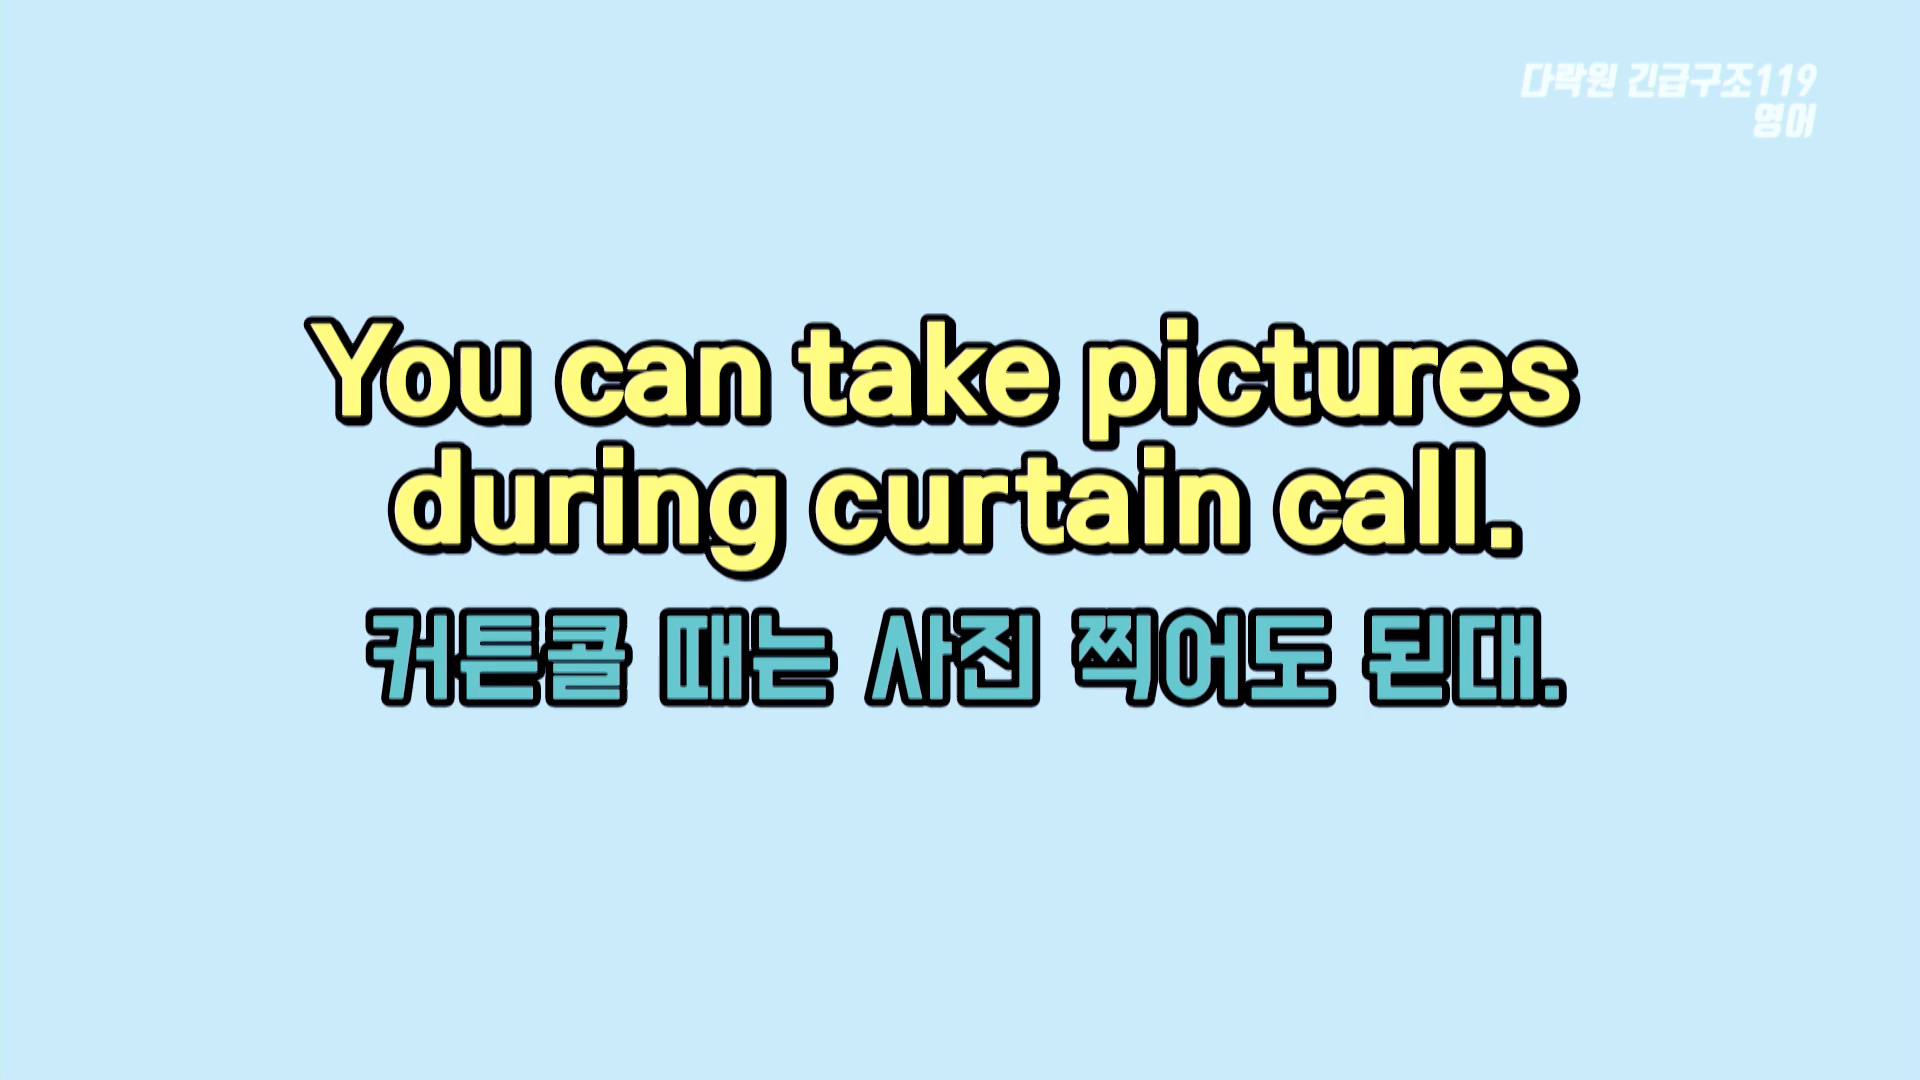 다락원 긴급구조119
영어
You can take pictures
during curtain call.
커튼콜 때는 사진 찍어도 된대.